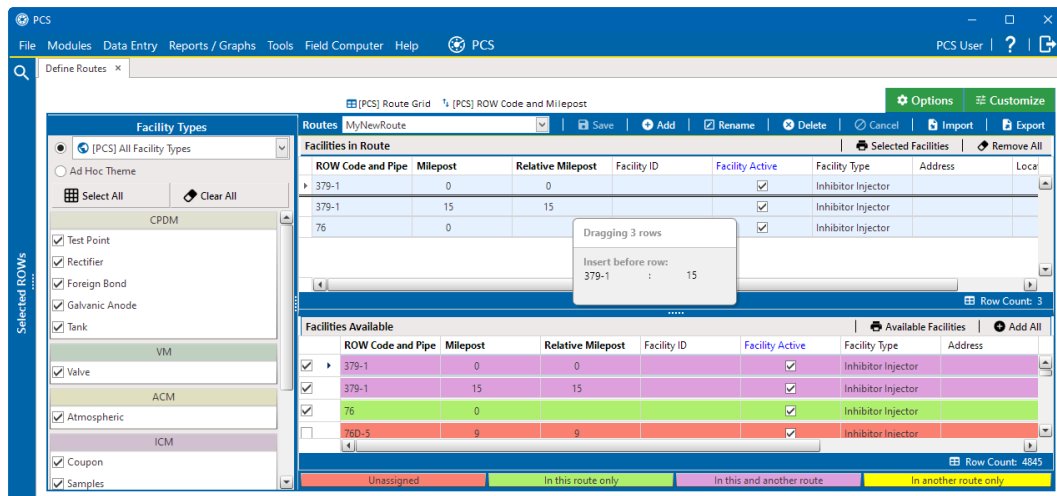 PCS
File Modules Data Entry Reports / Graphs Tools Field Computer Help PCS PCS User | ? |
Define Routes ×
[PCS] Route Grid [PCS] ROW Code and Milepost Options Customize
Selected ROWs
Facility Types
[PCS] All Facility Types
Ad Hoc Theme
Select All Clear All
CPDM
Test Point
Rectifier
Foreign Bond
Galvanic Anode
Tank
VM
Valve
ACM
Atmospheric
ICM
Coupon
Samples
Routes MyNewRoute | Save | Add | Rename | Delete | Cancel | Import | Export
Facilities in Route | Selected Facilities | Remove All
ROW Code and Pipe Milepost Relative Milepost Facility ID Facility Active Facility Type Address Locat
379-1 0 0 Inhibitor Injector
379-1 15 15 Inhibitor Injector
76 0 Inhibitor Injector
Dragging 3 rows
Insert before row:
379-1 : 15
Row Count: 3
Facilities Available | Available Facilities | Add All
ROW Code and Pipe Milepost Relative Milepost Facility ID Facility Active Facility Type Address
379-1 0 0 Inhibitor Injector
379-1 15 15 Inhibitor Injector
76 0 Inhibitor Injector
76D-5 9 9 Inhibitor Injector
Row Count: 4845
Unassigned In this route only In this and another route In another route only